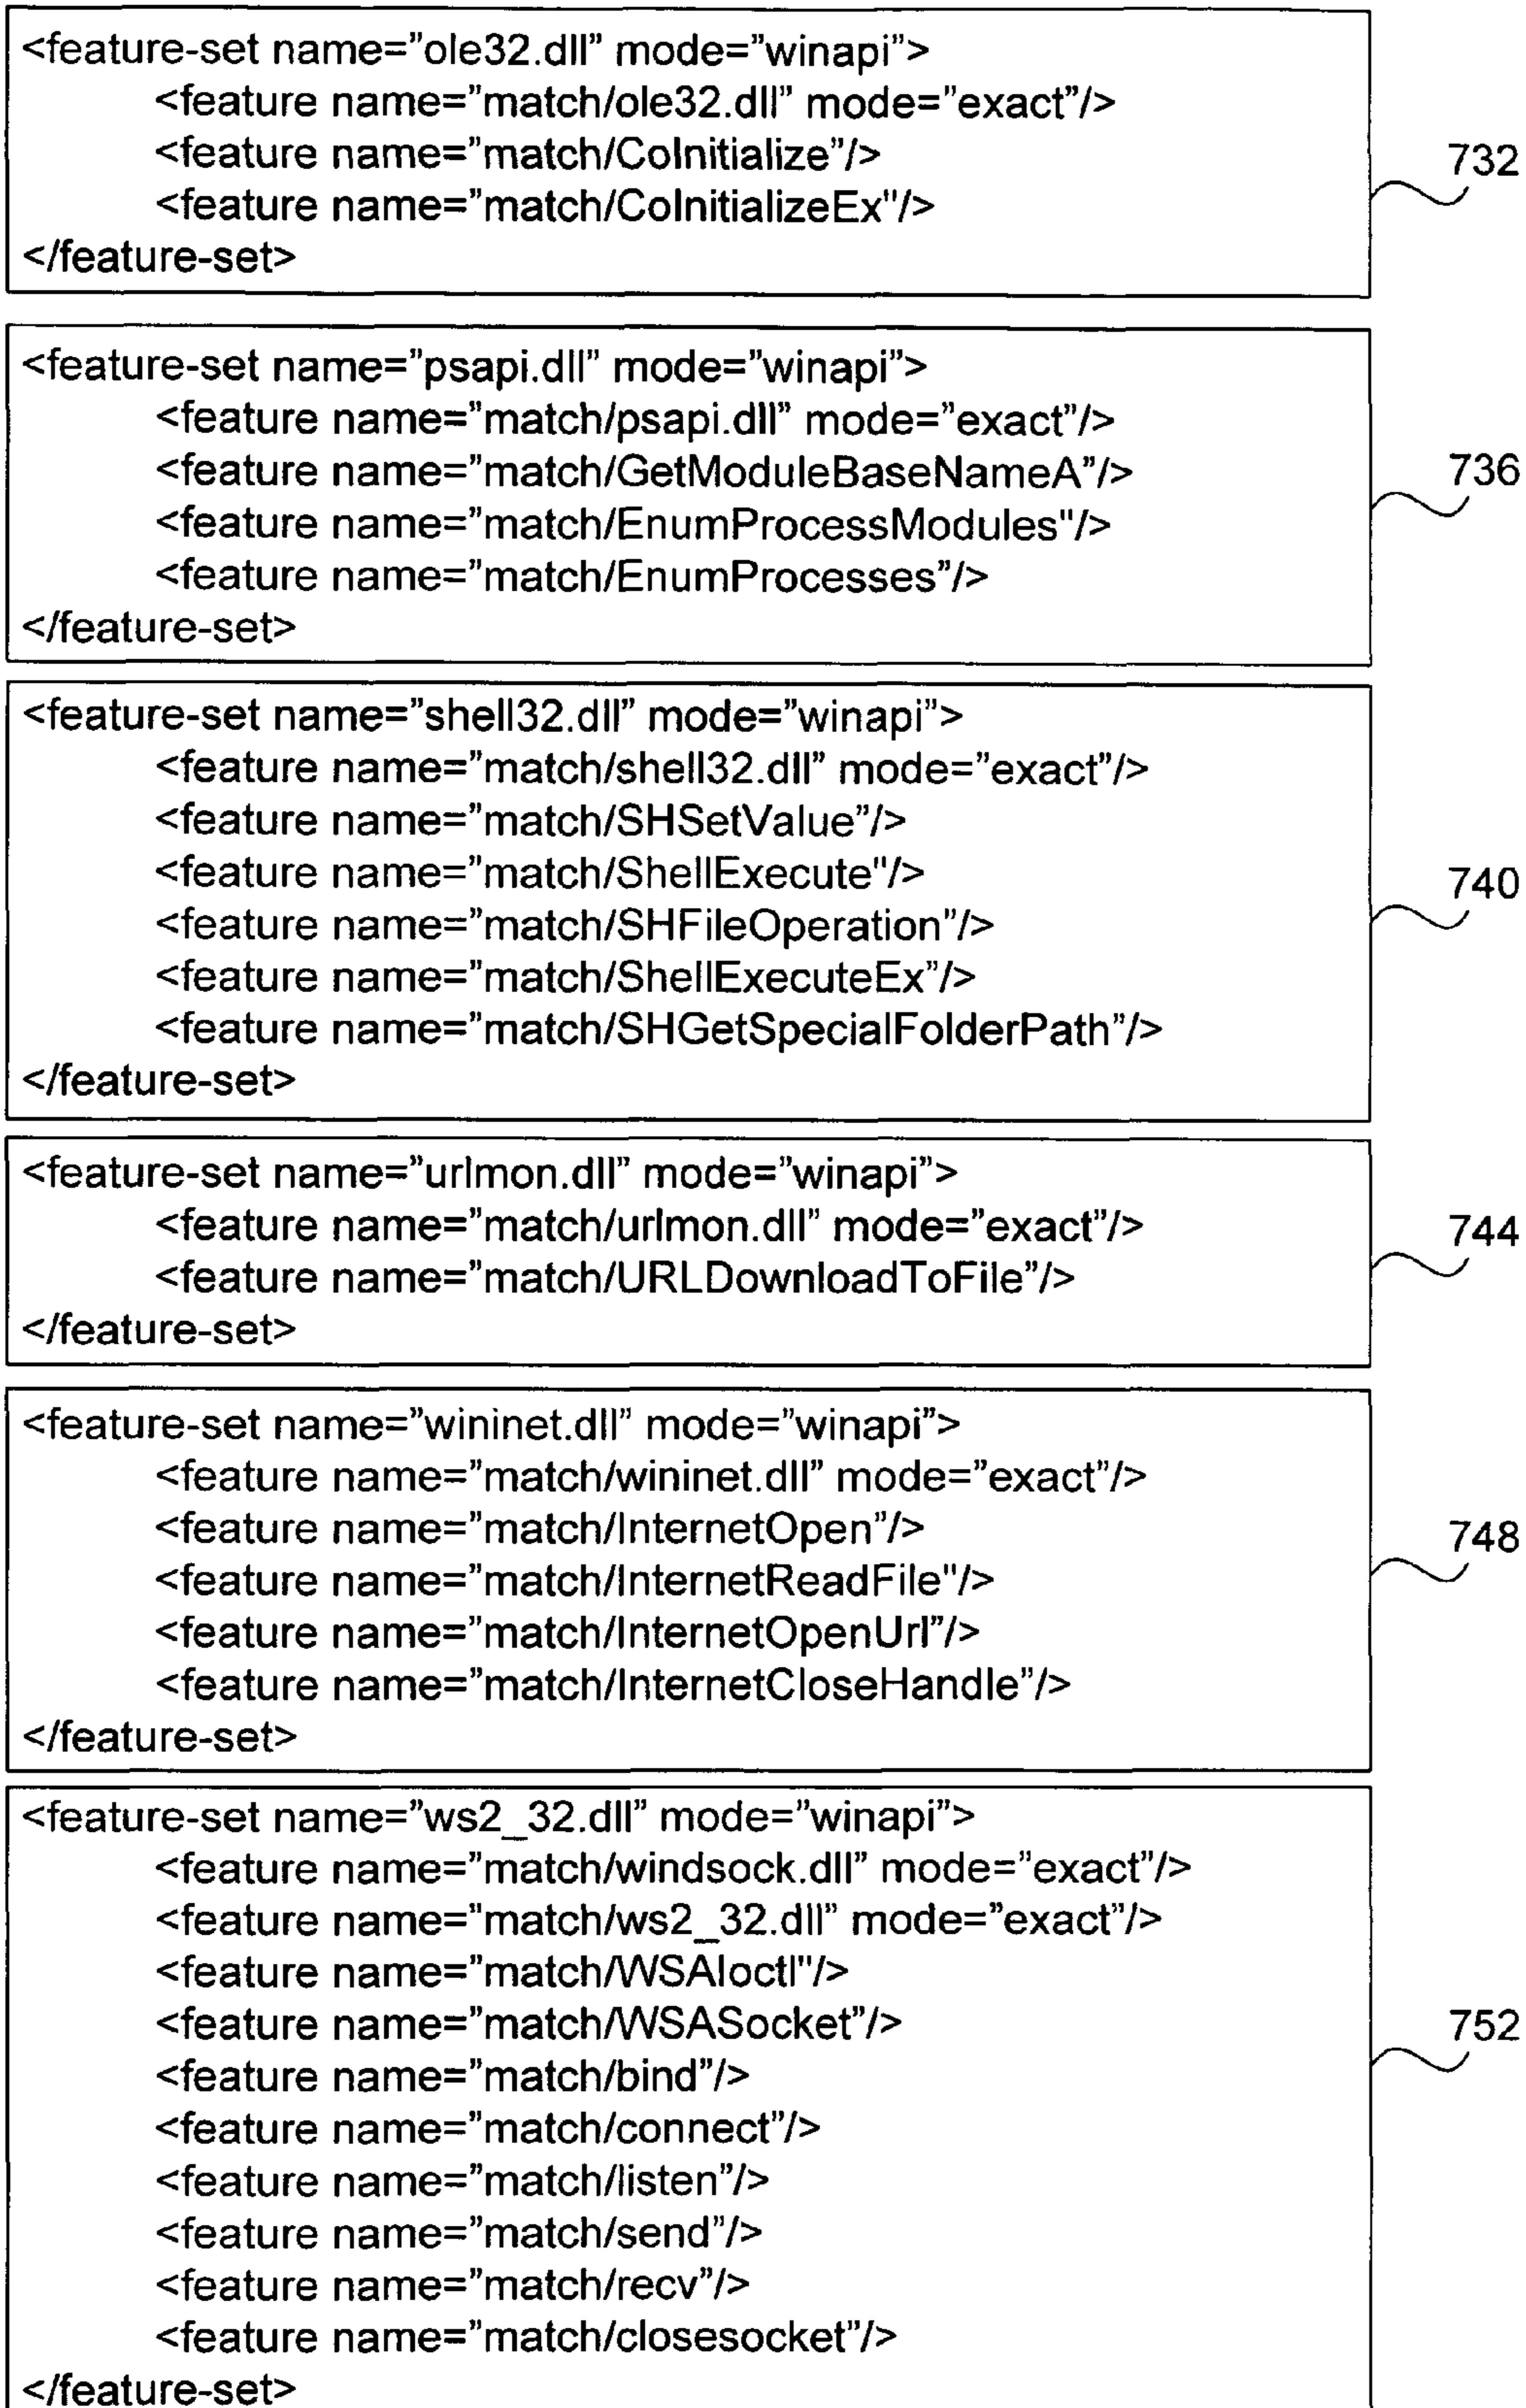 <feature-set name=”ole32.dll” mode=”winapi”>
<feature name=”match/ole32.dll” mode=”exact”/>
<feature name=”match/CoInitialize”/>
<feature name=”match/CoInitializeEx"/>
</feature-set>
732
<feature-set name=”psapi.dll” mode=”winapi”>
<feature name=”match/psapi.dll” mode=”exact”/>
<feature name=”match/GetModuleBaseNameA”/>
<feature name=”match/EnumProcessModules"/>
<feature name=”match/EnumProcesses”/>
</feature-set>
736
<feature-set name=”shell32.dll” mode=”winapi”>
<feature name=”match/shell32.dll” mode=”exact”/>
<feature name=”match/SHSetValue”/>
<feature name=”match/ShellExecute"/>
<feature name=”match/SHFileOperation”/>
<feature name=”match/ShellExecuteEx”/>
<feature name=”match/SHGetSpecialFolderPath”/>
</feature-set>
740
<feature-set name=”urlmon.dll” mode=”winapi”>
<feature name=”match/urlmon.dll” mode=”exact”/>
<feature name=”match/URLDownloadToFile”/>
</feature-set>
744
<feature-set name=”wininet.dll” mode=”winapi”>
<feature name=”match/wininet.dll” mode=”exact”/>
<feature name=”match/InternetOpen”/>
<feature name=”match/InternetReadFile"/>
<feature name=”match/InternetOpenUrl”/>
<feature name=”match/InternetCloseHandle”/>
</feature-set>
748
<feature-set name=”ws2_32.dll” mode=”winapi”>
<feature name=”match/windsock.dll” mode=”exact”/>
<feature name=”match/ws2_32.dll” mode=”exact”/>
<feature name=”match/WSAIoctl"/>
<feature name=”match/WSASocket”/>
<feature name=”match/bind”/>
<feature name=”match/connect”/>
<feature name=”match/listen”/>
<feature name=”match/send”/>
<feature name=”match/recv”/>
<feature name=”match/closesocket”/>
</feature-set>
752